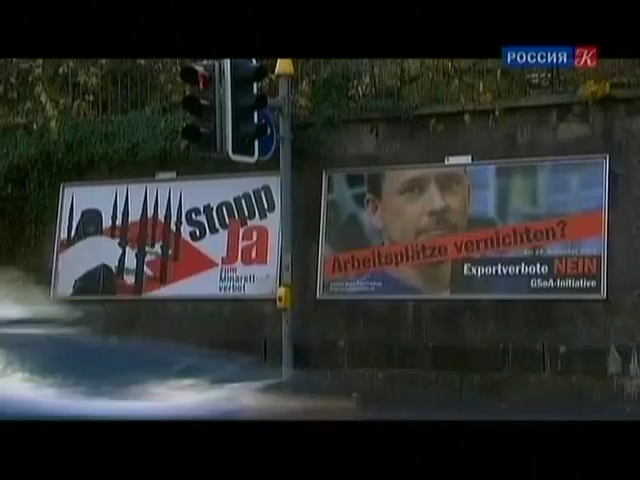 РОССИЯ К
Stopp
Ja
zum
Minarett-
verbot
Arbeitsplätze vernichten?
Exportverbote NEIN
GSoA-Initiative